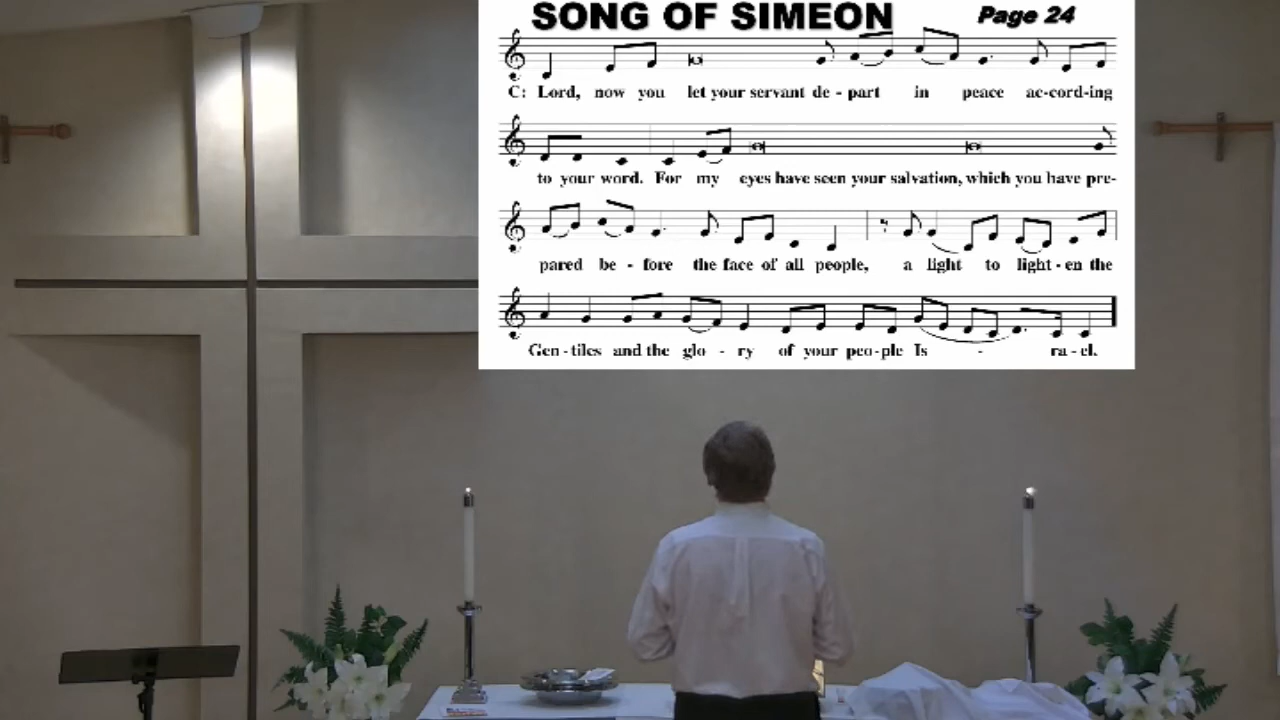 SONG OF SIMEON Page 24
C: Lord, now you let your servant de - part in peace ac-cord-ing
to your word. For my eyes have seen your salvation, which you have pre-
pared be - fore the face of all people, a light to light - en the
Gen - tiles and the glo - ry of your peo - ple Is - ra - el.